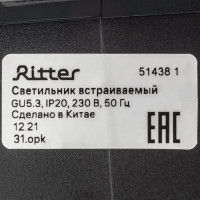 Ritter 51438 1
Светильник встраиваемый
GU5.3, IP20, 230 В, 50 Гц
Сделано в Китае
12.21
31.opk
EAC